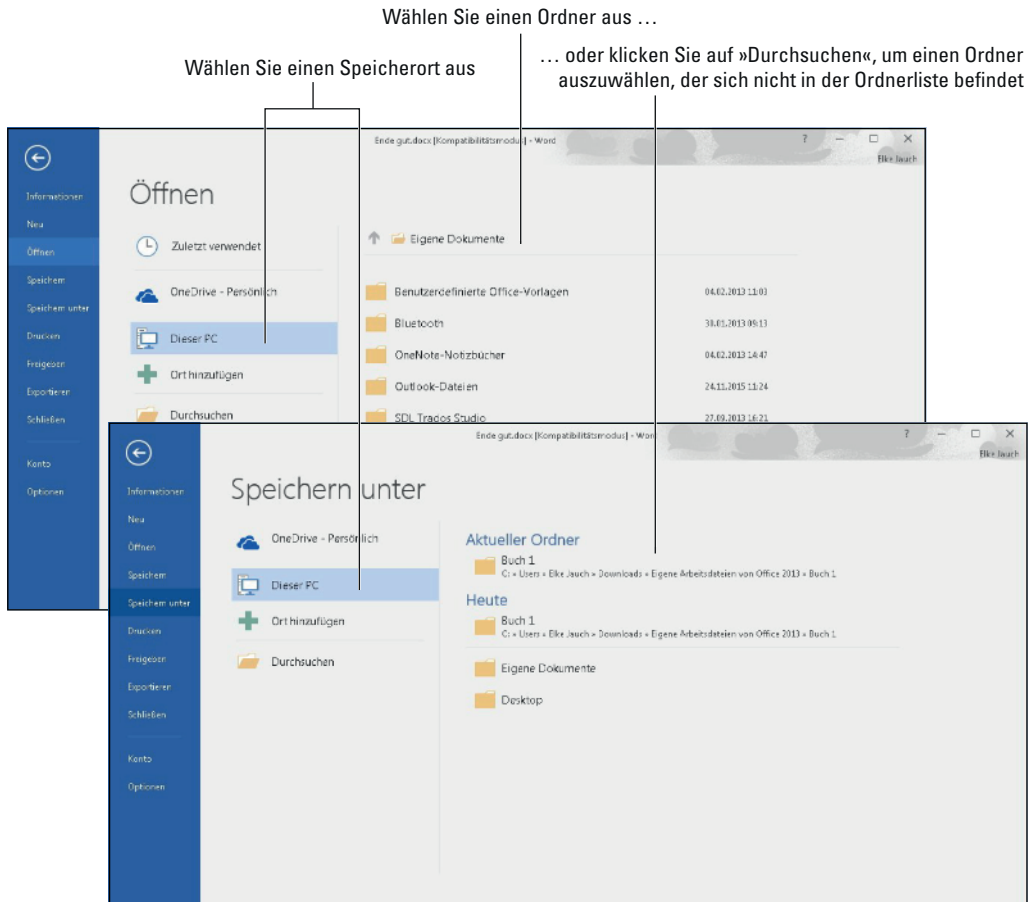 Wählen Sie einen Ordner aus …
… oder klicken Sie auf »Durchsuchen«, um einen Ordner
auszuwählen, der sich nicht in der Ordnerliste befindet
Wählen Sie einen Speicherort aus
Ende gut.docx [Kompatibilitätsmodus] - Word
? – □ ×
Elke Jauch
Informationen
Neu
Öffnen
Speichern
Speichern unter
Drucken
Freigeben
Exportieren
Schließen
Konto
Optionen
Öffnen
Zuletzt verwendet
OneDrive - Persönlich
Dieser PC
Ort hinzufügen
Durchsuchen
Eigene Dokumente
Benutzerdefinierte Office-Vorlagen 04.02.2013 11:03
Bluetooth 30.01.2013 09:13
OneNote-Notizbücher 04.02.2013 14:47
Outlook-Dateien 24.11.2015 11:24
SDL Trados Studio 27.09.2013 16:21
Ende gut.docx [Kompatibilitätsmodus] - Wor
? – □ ×
Elke Jauch
Informationen
Neu
Öffnen
Speichern
Speichern unter
Drucken
Freigeben
Exportieren
Schließen
Konto
Optionen
Speichern unter
OneDrive - Persönlich
Dieser PC
Ort hinzufügen
Durchsuchen
Aktueller Ordner
Buch 1
C: » Users » Elke Jauch » Downloads » Eigene Arbeitsdateien von Office 2013 » Buch 1
Heute
Buch 1
C: » Users » Elke Jauch » Downloads » Eigene Arbeitsdateien von Office 2013 » Buch 1
Eigene Dokumente
Desktop